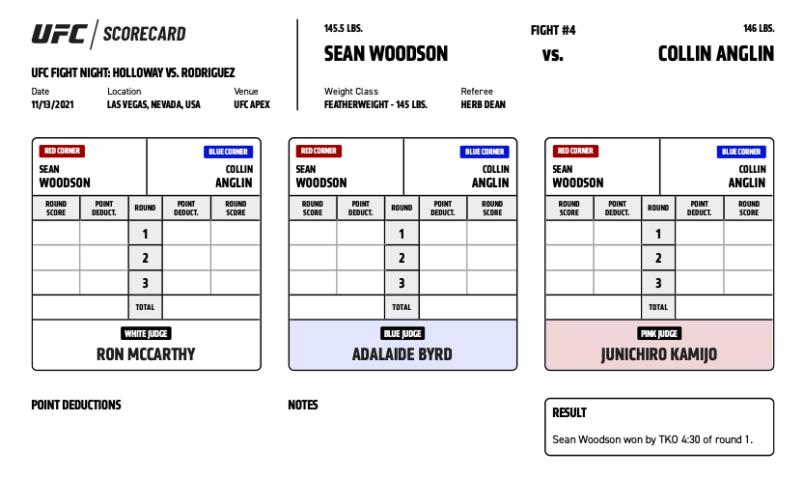 UFC SCORECARD
UFC FIGHT NIGHT: HOLLOWAY VS. RODRIGUEZ
Date Location Venue
11/13/2021 LAS VEGAS, NEVADA, USA UFC APEX
145.5 LBS. FIGHT #4 146 LBS.
SEAN WOODSON vs. COLLIN ANGLIN
Weight Class Referee
FEATHERWEIGHT - 145 LBS. HERB DEAN
RED CORNER BLUE CORNER
SEAN COLLIN
WOODSON ANGLIN
ROUND SCORE POINT DEDUCT. ROUND POINT DEDUCT. ROUND SCORE
1
2
3
TOTAL
WHITE JUDGE
RON MCCARTHY
RED CORNER BLUE CORNER
SEAN COLLIN
WOODSON ANGLIN
ROUND SCORE POINT DEDUCT. ROUND POINT DEDUCT. ROUND SCORE
1
2
3
TOTAL
BLUE JUDGE
ADALAIDE BYRD
RED CORNER BLUE CORNER
SEAN COLLIN
WOODSON ANGLIN
ROUND SCORE POINT DEDUCT. ROUND POINT DEDUCT. ROUND SCORE
1
2
3
TOTAL
PINK JUDGE
JUNICHIRO KAMIJO
POINT DEDUCTIONS
NOTES
RESULT
Sean Woodson won by TKO 4:30 of round 1.